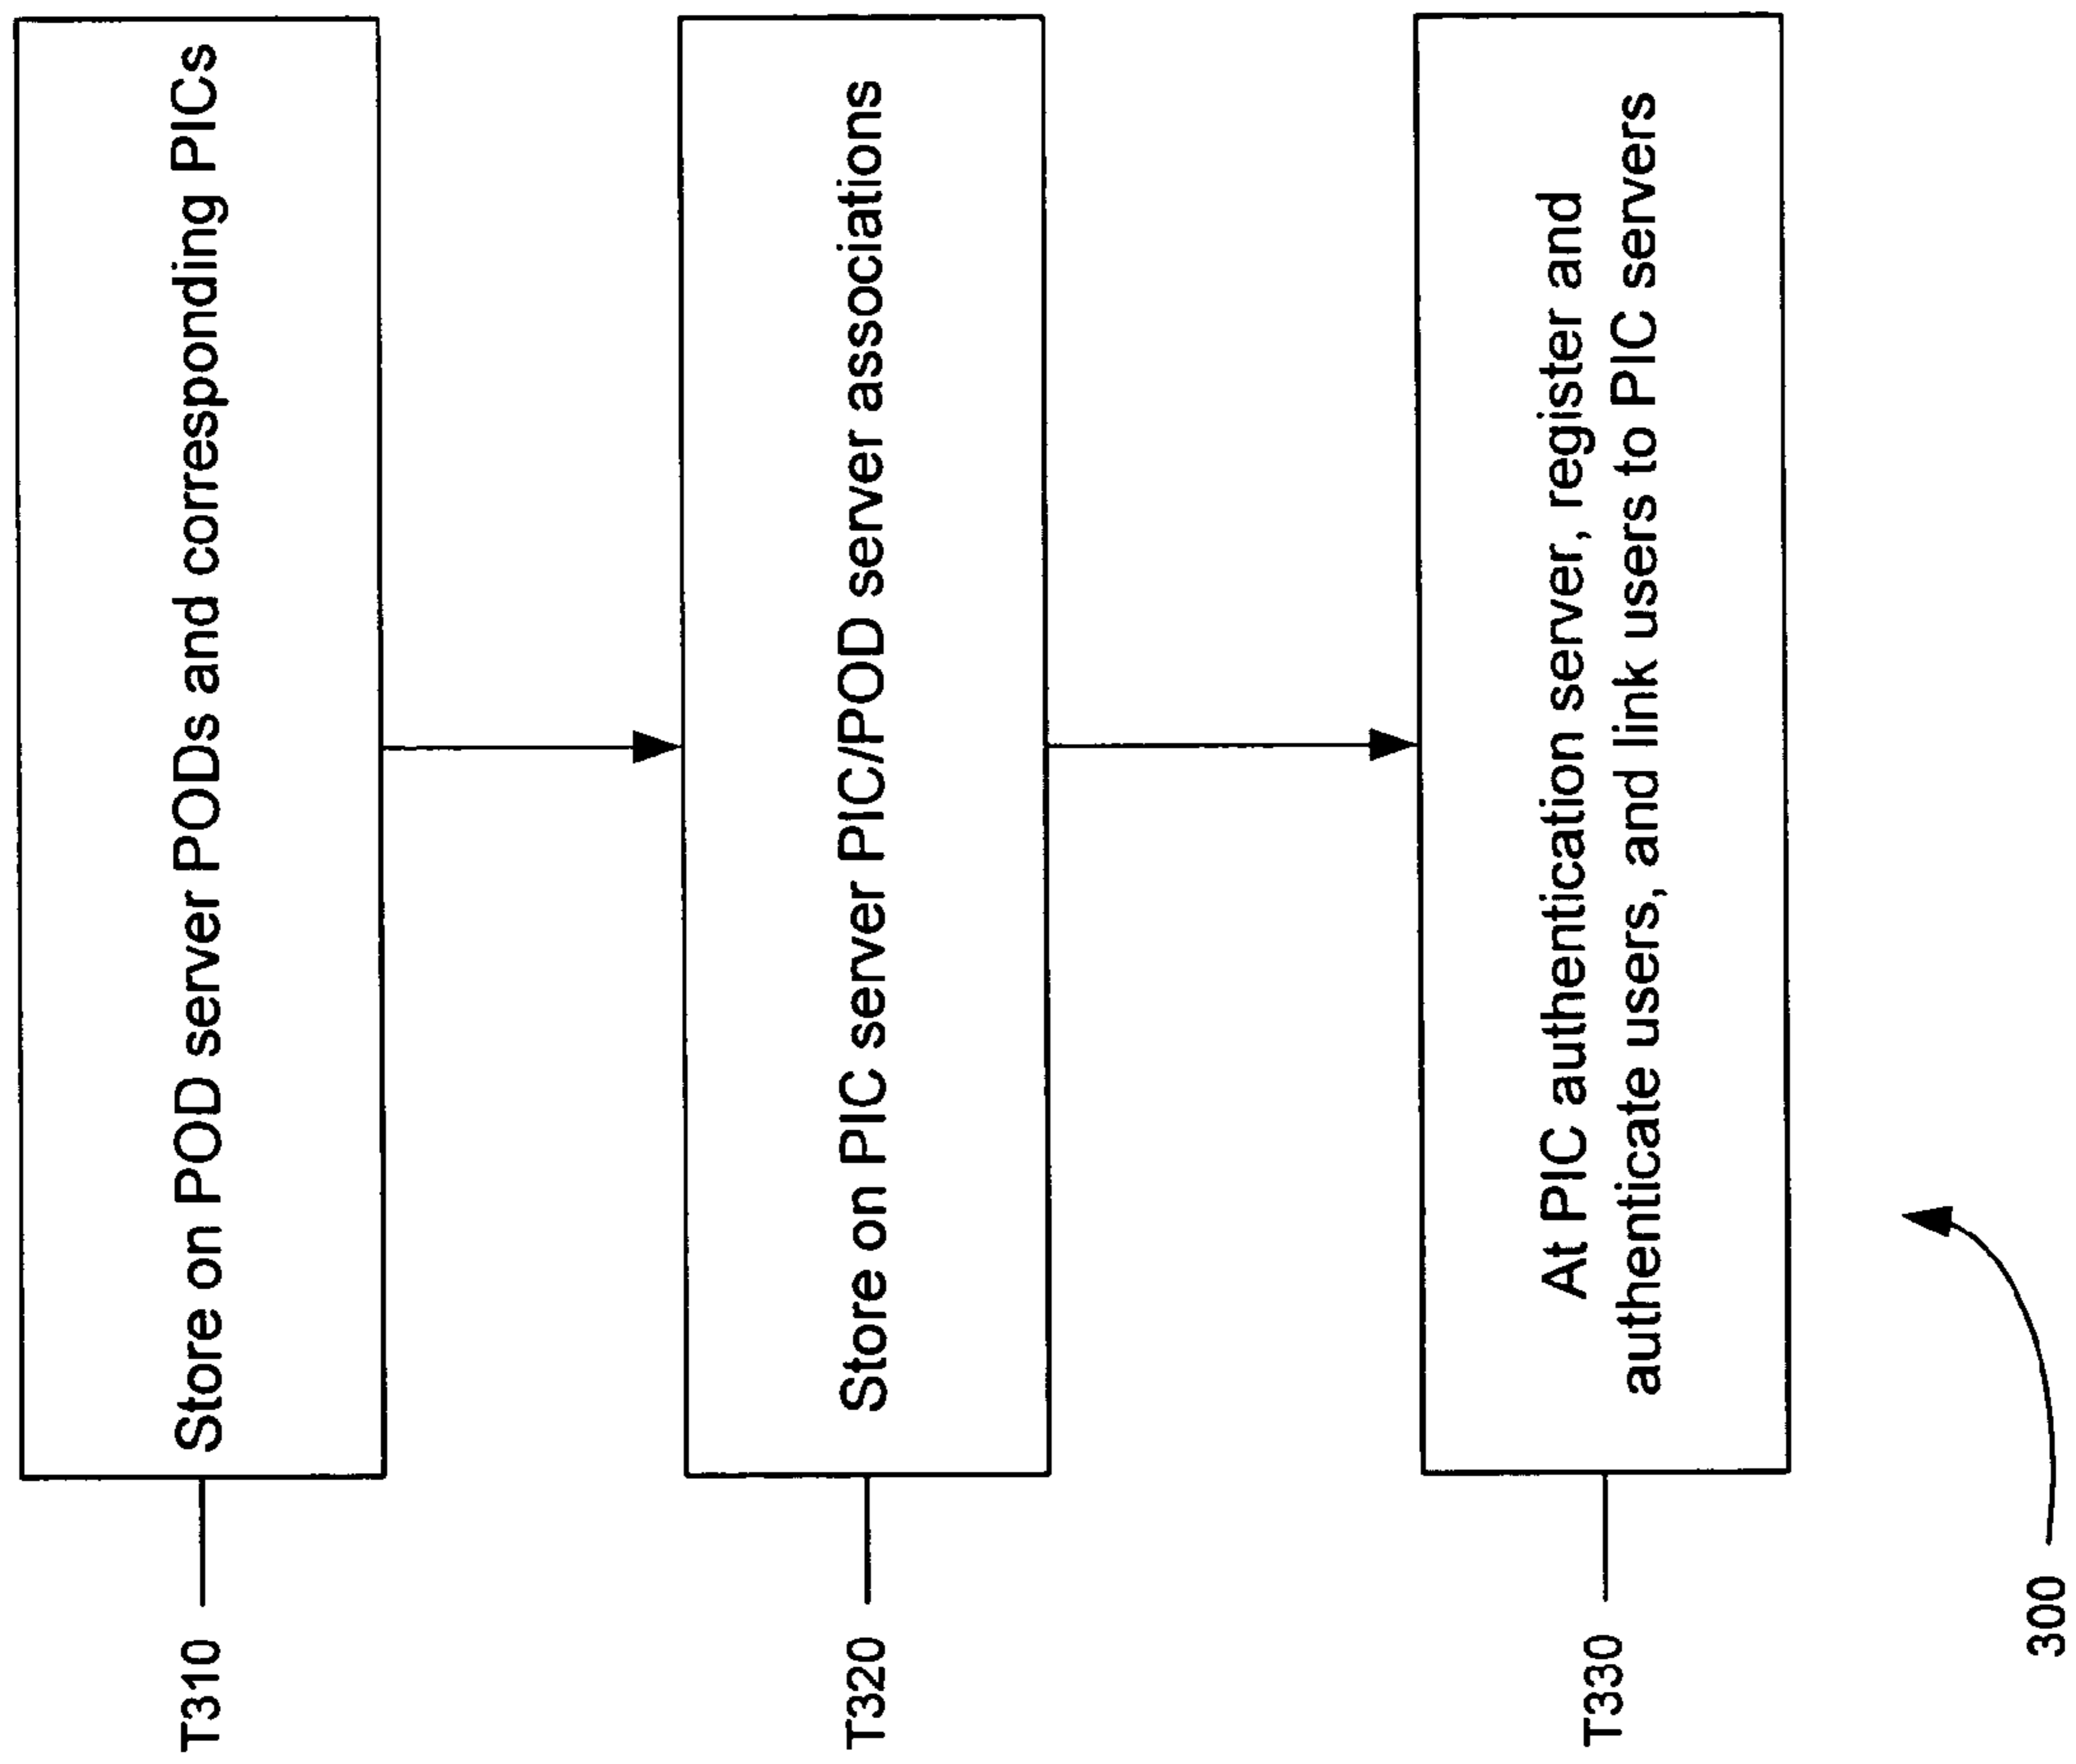 T310
Store on POD server PODs and corresponding PICs
T320
Store on PIC server PIC/POD server associations
T330
At PIC authentication server, register and
authenticate users, and link users to PIC servers
300